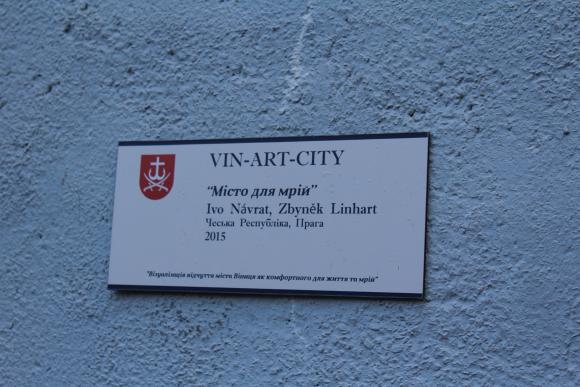 VIN-ART-CITY
“Місто для мрій”
Ivo Návrat, Zbyněk Linhart
Чеська Республіка, Прага
2015
"Візуалізація відчуття міста Вінниця як комфортного для життя та мрій"